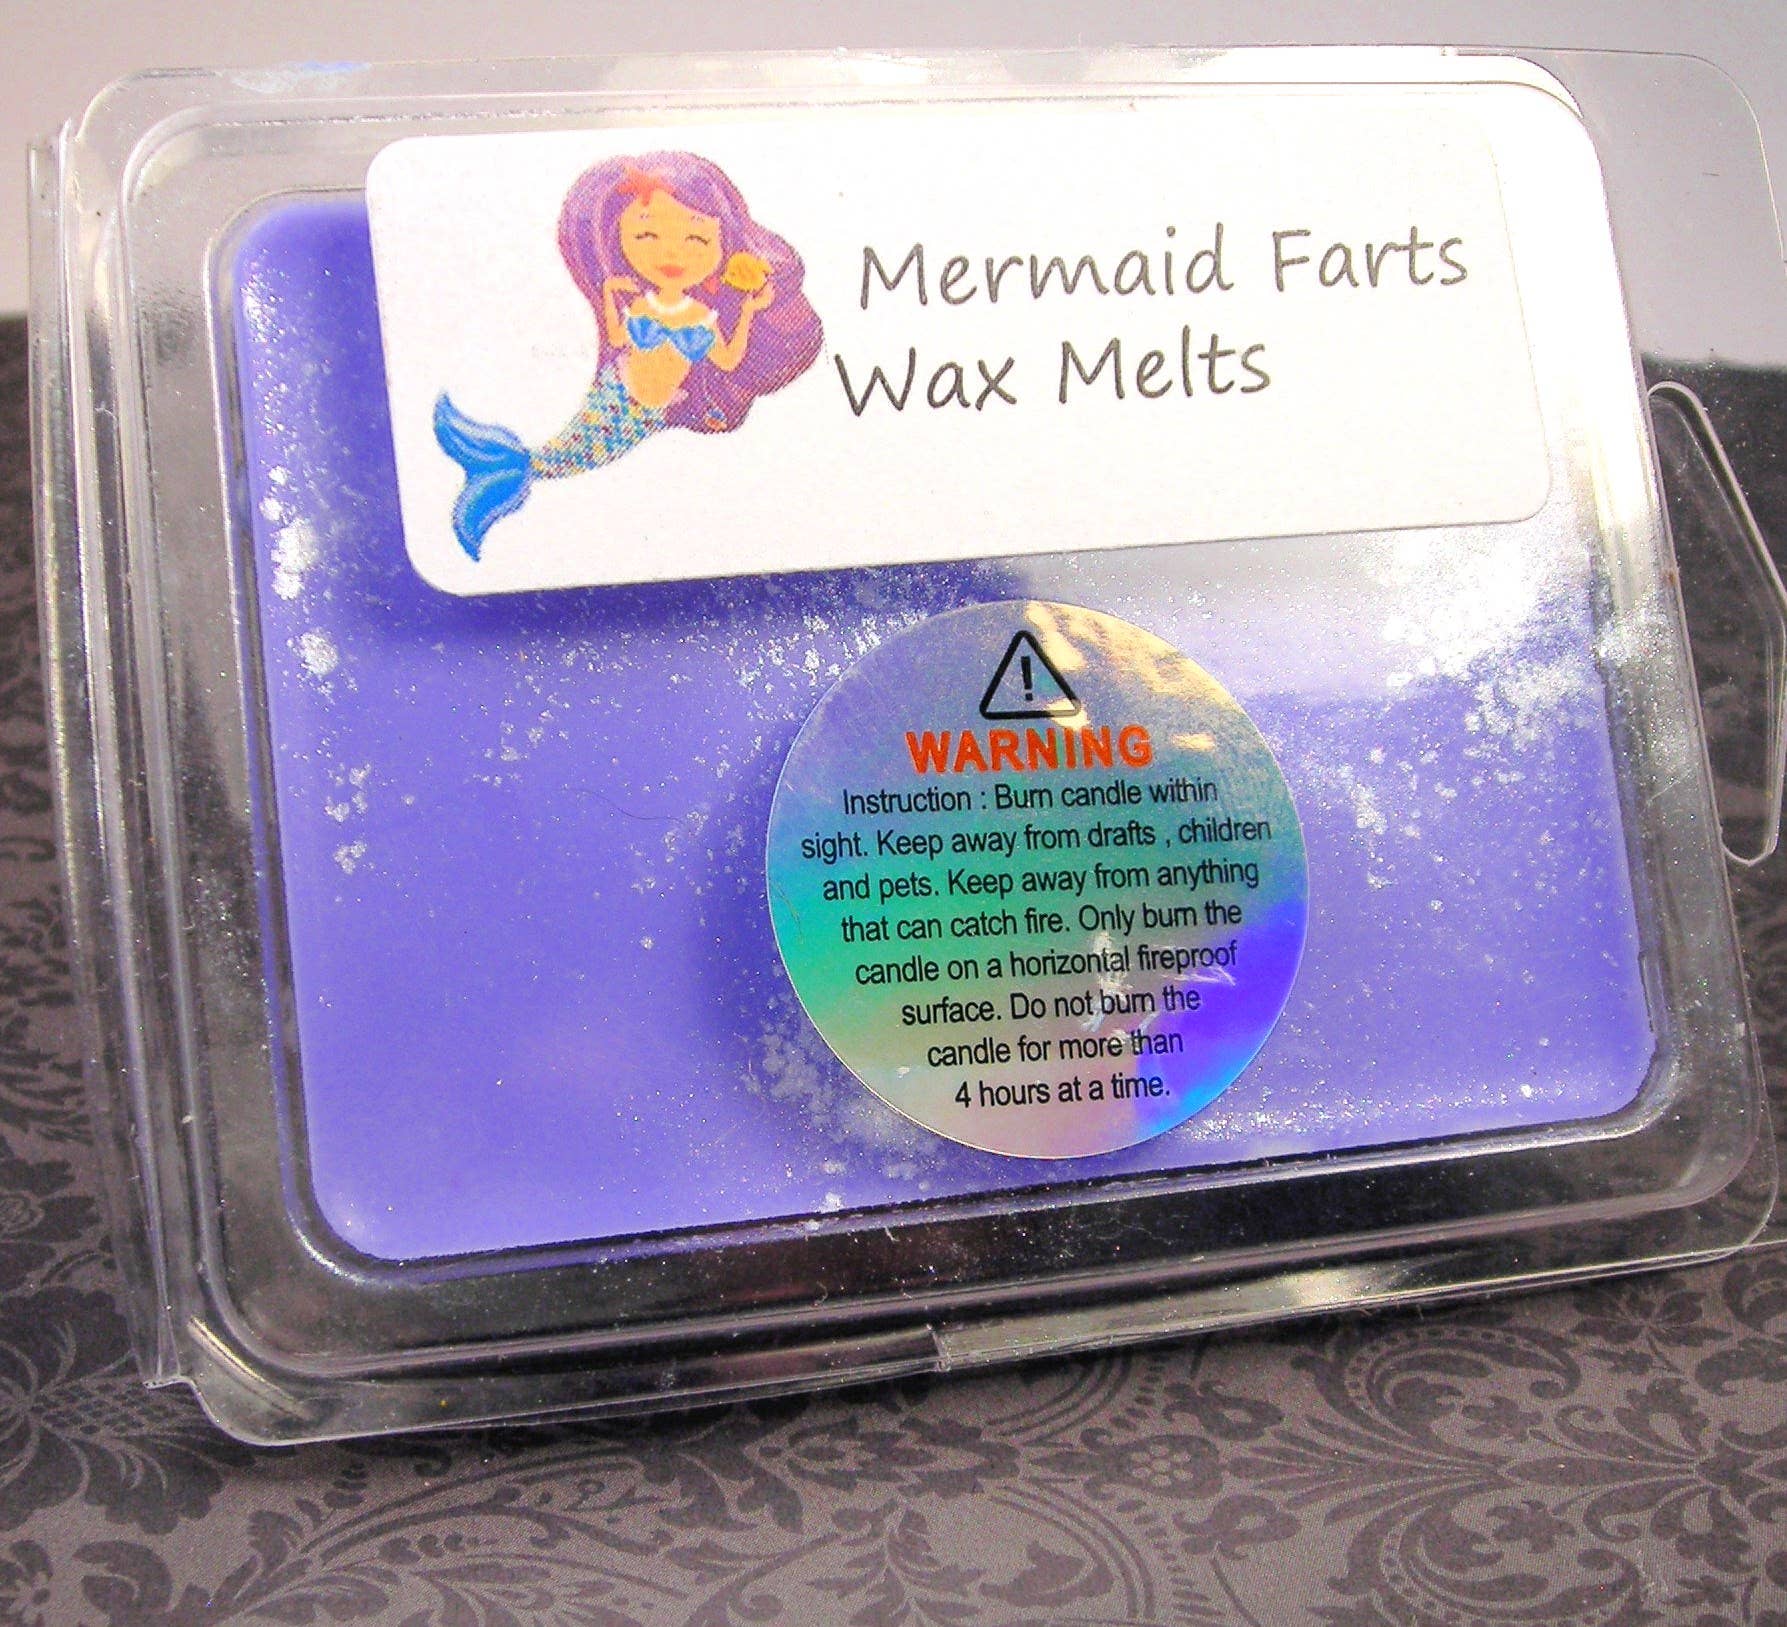 Mermaid Farts
Wax Melts
!
WARNING
Instruction : Burn candle within
sight. Keep away from drafts , children
and pets. Keep away from anything
that can catch fire. Only burn the
candle on a horizontal fireproof
surface. Do not burn the
candle for more than
4 hours at a time.